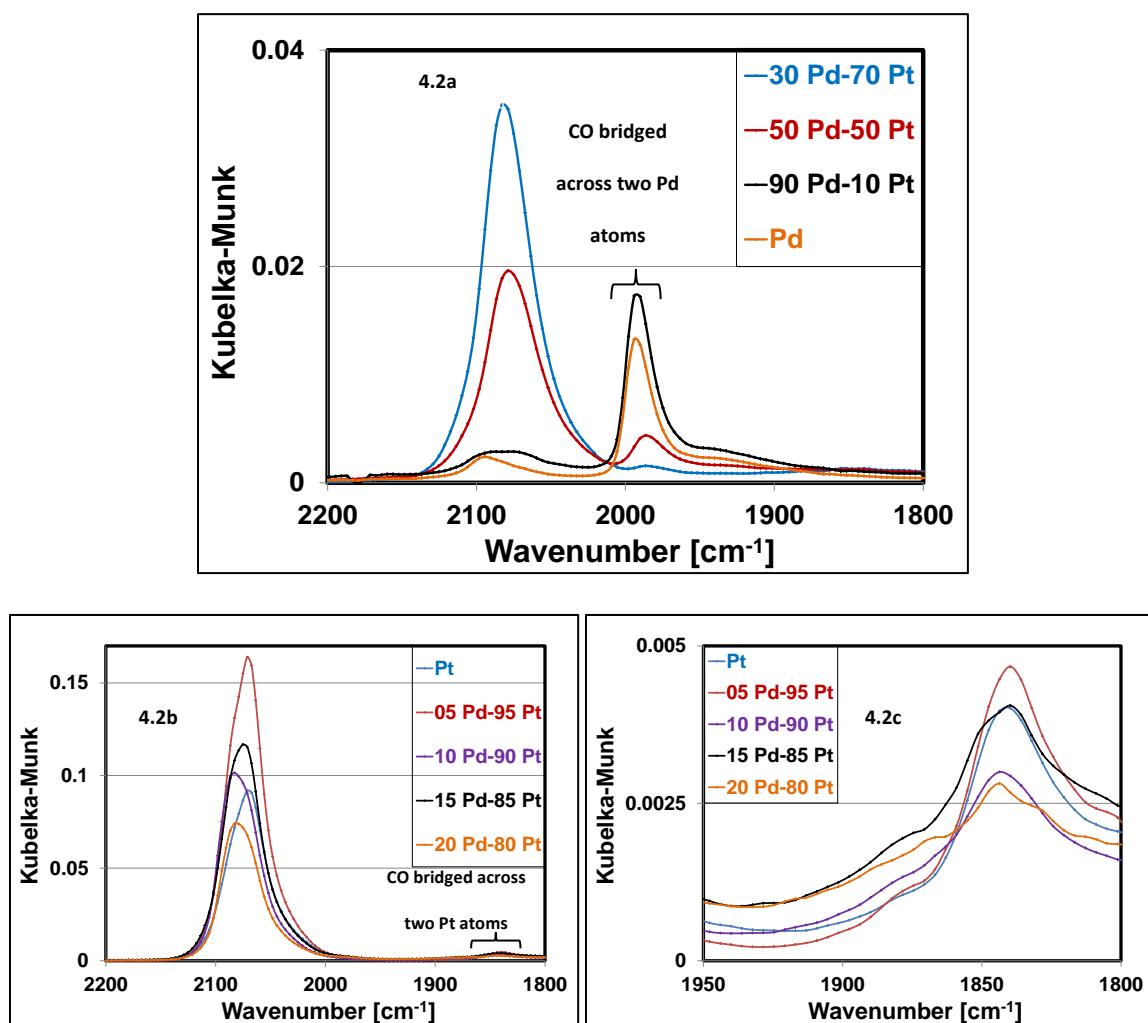 0.04
4.2a
30 Pd-70 Pt
50 Pd-50 Pt
90 Pd-10 Pt
Pd
CO bridged
across two Pd
atoms
0.02
0
Kubelka-Munk
2200 2100 2000 1900 1800
Wavenumber [cm-1]
4.2b
Pt
05 Pd-95 Pt
10 Pd-90 Pt
15 Pd-85 Pt
20 Pd-80 Pt
CO bridged across
two Pt atoms
0.15
0.1
0.05
0
Kubelka-Munk
2200 2100 2000 1900 1800
Wavenumber [cm-1]
0.005
Pt
05 Pd-95 Pt
10 Pd-90 Pt
15 Pd-85 Pt
20 Pd-80 Pt
4.2c
0.0025
0
Kubelka-Munk
1950 1900 1850 1800
Wavenumber [cm-1]